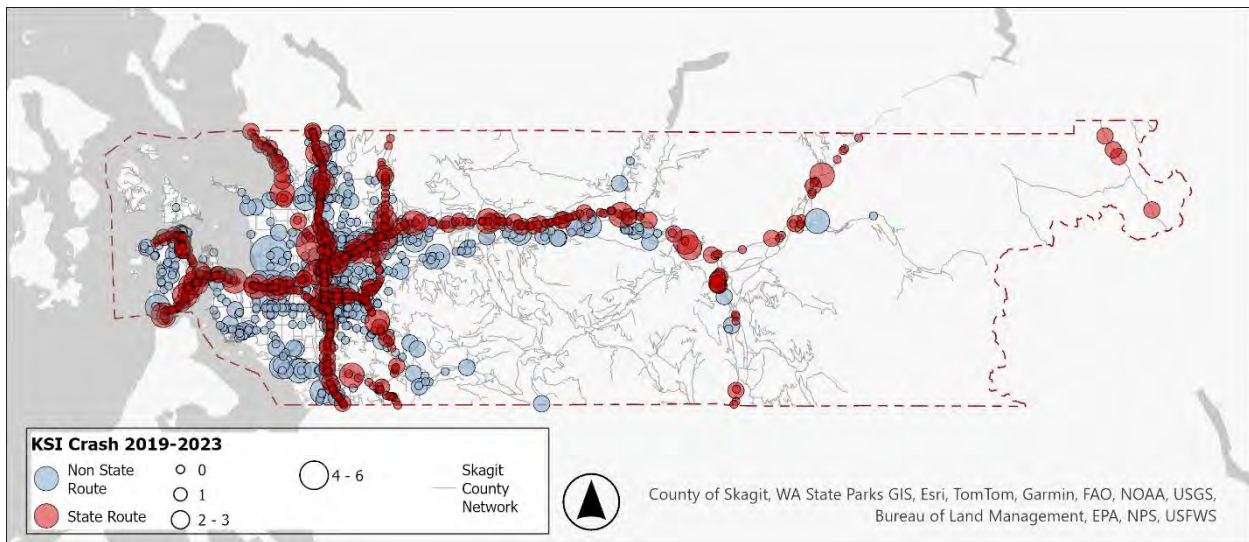 KSI Crash 2019-2023
Non State
Route
State Route
0
1
2 - 3
4 - 6
Skagit
County
Network
County of Skagit, WA State Parks GIS, Esri, TomTom, Garmin, FAO, NOAA, USGS,
Bureau of Land Management, EPA, NPS, USFWS